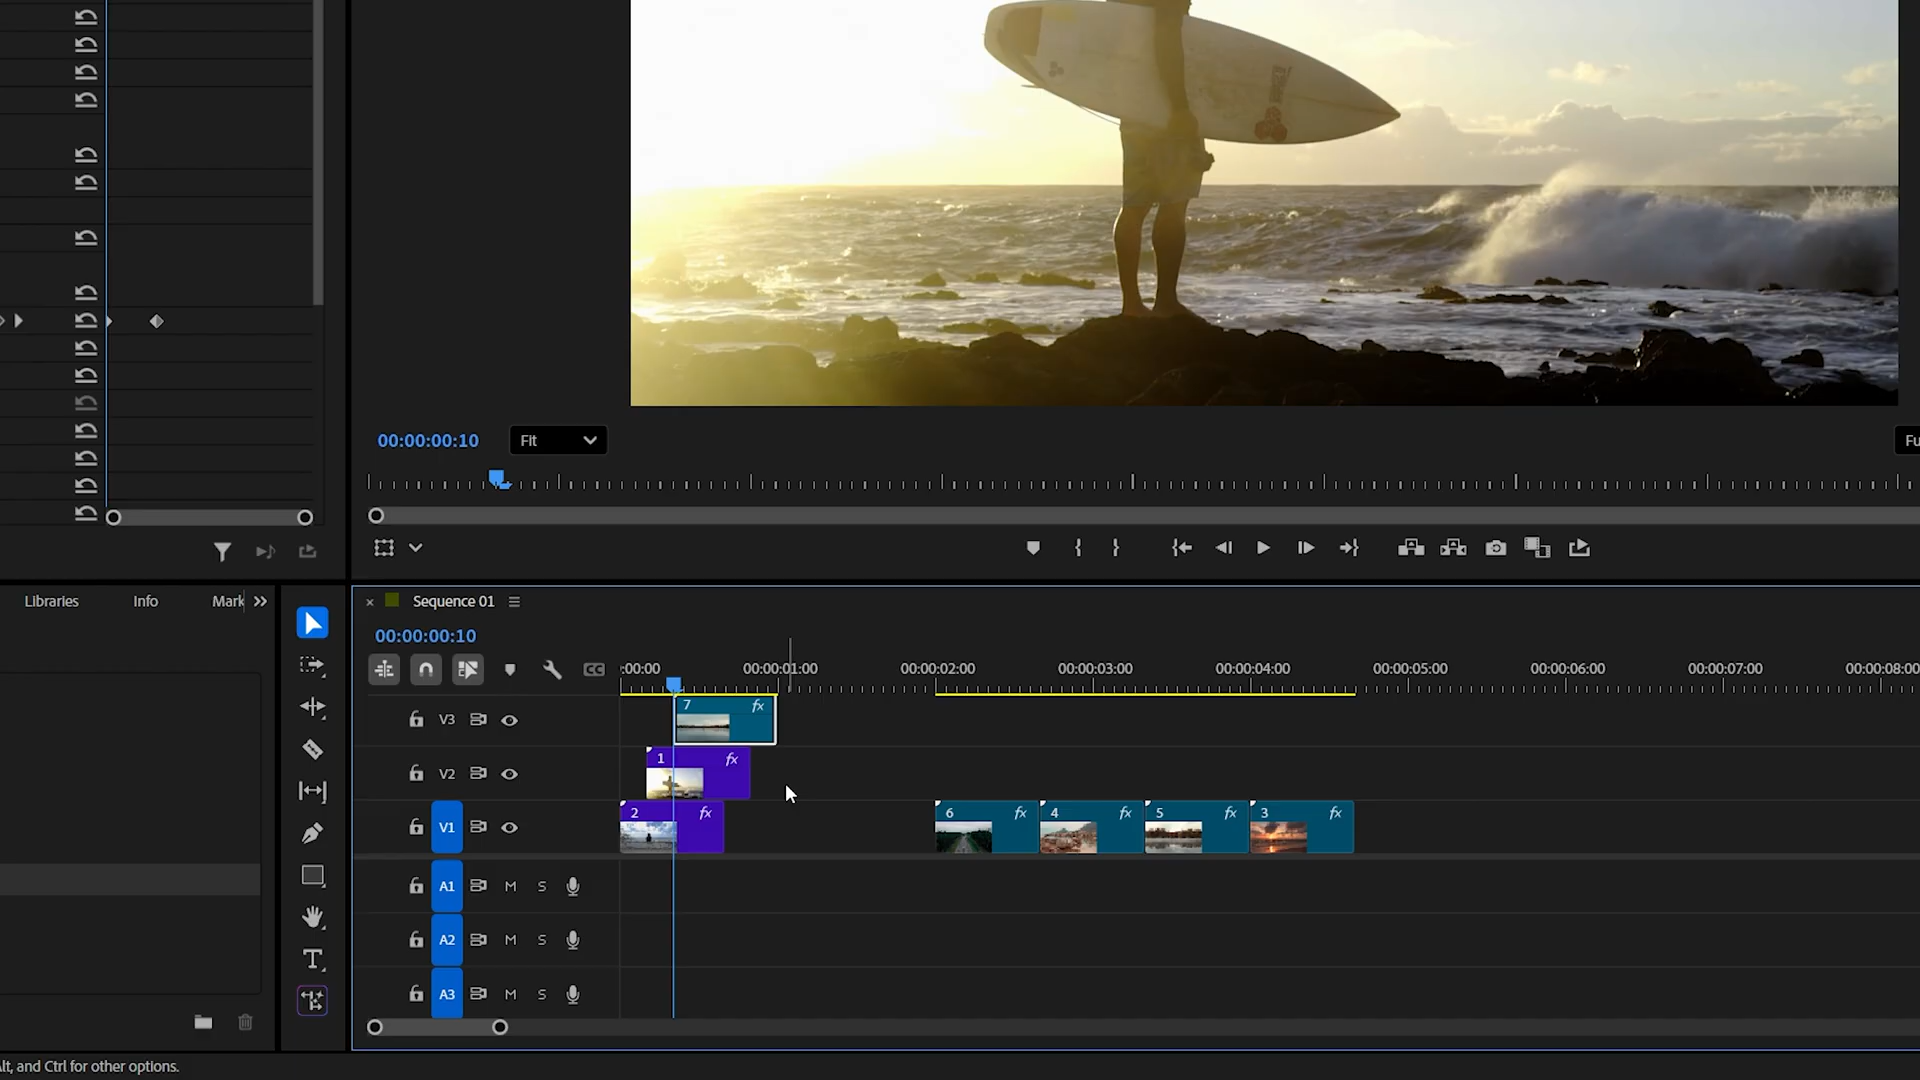 00:00:00:10
Fit
Fu
Libraries
Info
Mark
Sequence 01
00:00:00:10
CC
:00:00
00:00:01:00
00:00:02:00
00:00:03:00
00:00:04:00
00:00:05:00
00:00:06:00
00:00:07:00
00:00:08:00
V3
7
fx
V2
1
fx
V1
2
fx
6
fx
4
fx
5
fx
3
fx
A1
M
S
A2
M
S
A3
M
S
T
lt, and Ctrl for other options.